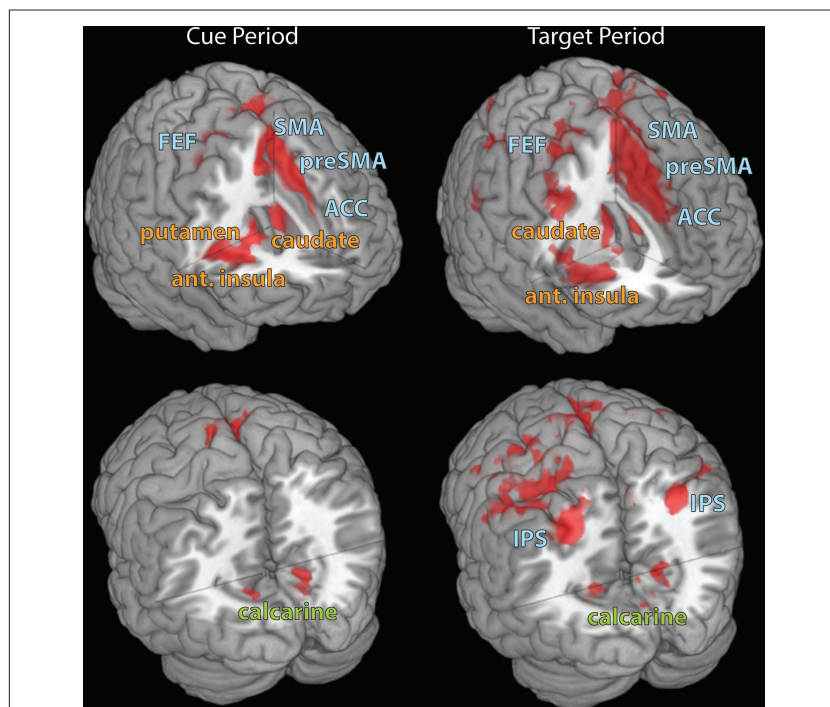 Cue Period
Target Period
FEF
SMA
preSMA
ACC
putamen
caudate
ant. insula
FEF
SMA
preSMA
ACC
caudate
ant. insula
calcarine
IPS
IPS
calcarine